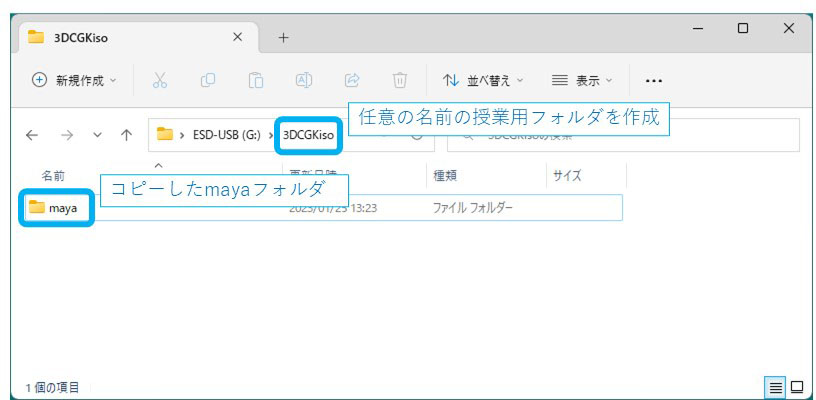 3DCGKiso
新規作成
並べ替え
表示
任意の名前の授業用フォルダを作成
ESD-USB (G:) › 3DCGKiso
3DCGKisoの検索
名前
更新日時
種類
サイズ
コピーしたmayaフォルダ
maya
2023/01/25 13:23
ファイル フォルダー
1 個の項目